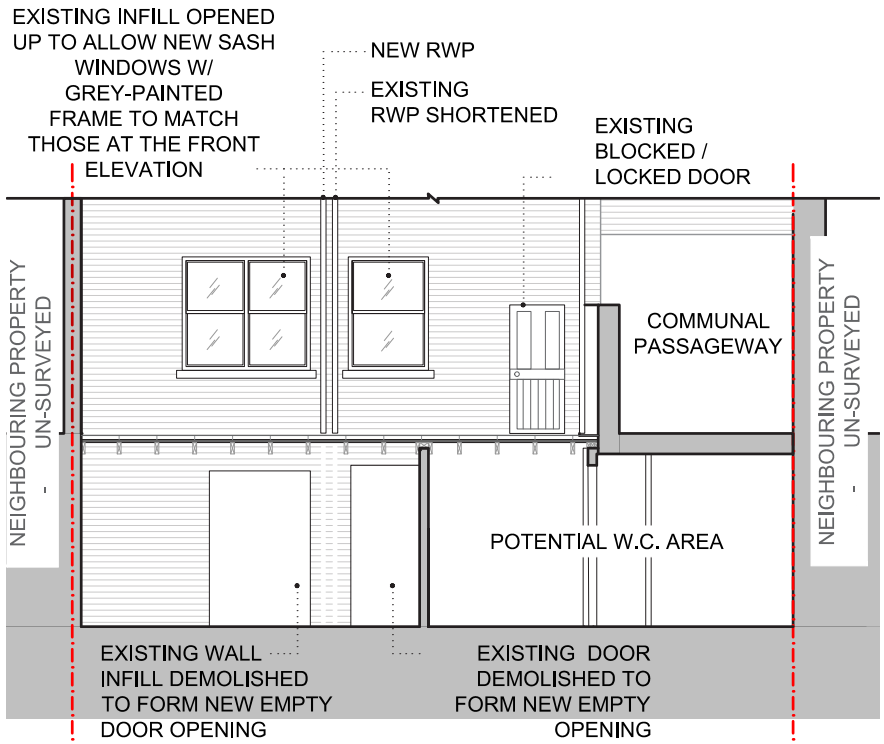 EXISTING INFILL OPENED
UP TO ALLOW NEW SASH
WINDOWS W/
GREY-PAINTED
FRAME TO MATCH
THOSE AT THE FRONT
ELEVATION
NEW RWP
EXISTING
RWP SHORTENED
EXISTING
BLOCKED /
LOCKED DOOR
NEIGHBOURING PROPERTY
UN-SURVEYED
-
COMMUNAL
PASSAGEWAY
NEIGHBOURING PROPERTY
UN-SURVEYED
-
POTENTIAL W.C. AREA
EXISTING WALL
INFILL DEMOLISHED
TO FORM NEW EMPTY
DOOR OPENING
EXISTING DOOR
DEMOLISHED TO
FORM NEW EMPTY
OPENING